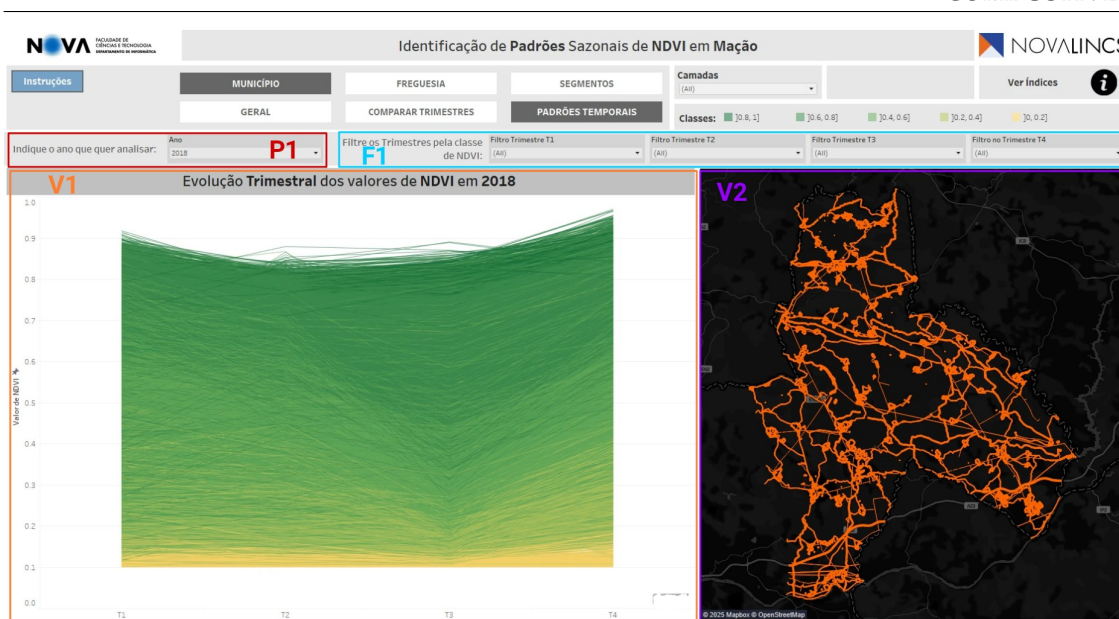 NOVA FACULDADE DE
CIÊNCIAS E TECNOLOGIA
DEPARTAMENTO DE INFORMÁTICA
Identificação de Padrões Sazonais de NDVI em Mação
NOVALINCS
Instruções
MUNICÍPIO FREGUESIA SEGMENTOS
Camadas
(All)
Ver Índices i
GERAL COMPARAR TRIMESTRES PADRÕES TEMPORAIS
Classes: ]0.8, 1] ]0.6, 0.8] ]0.4, 0.6] ]0.2, 0.4] ]0, 0.2]
Indique o ano que quer analisar:
Ano
2018
P1
Filtre os Trimestres pela classe
de NDVI:
F1
Filtro Trimestre T1
(All)
Filtro Trimestre T2
(All)
Filtro Trimestre T3
(All)
Filtro no Trimestre T4
(All)
V1
Evolução Trimestral dos valores de NDVI em 2018
V2
1.0
0.9
0.8
0.7
0.6
0.5
0.4
0.3
0.2
0.1
0.0
Valor de NDVI
T1 T2 T3 T4
© 2025 Mapbox © OpenStreetMap